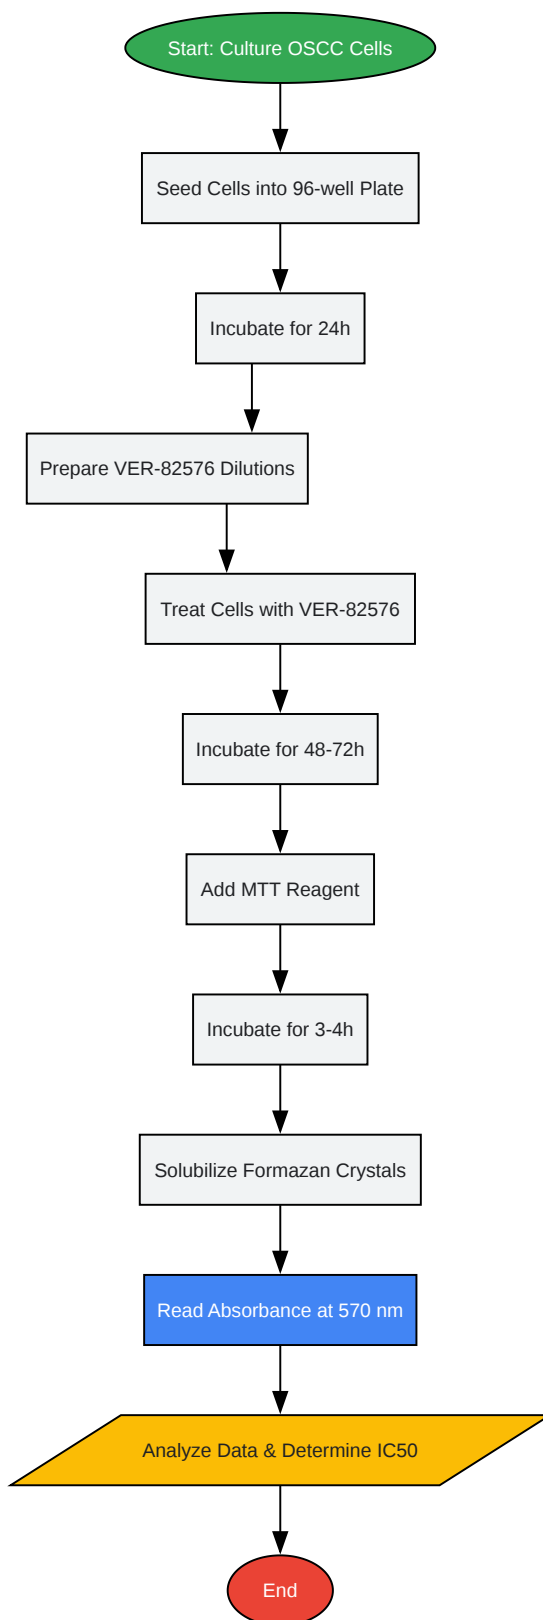 Start: Culture OSCC Cells
Seed Cells into 96-well Plate
Incubate for 24h
Prepare VER-82576 Dilutions
Treat Cells with VER-82576
Incubate for 48-72h
Add MTT Reagent
Incubate for 3-4h
Solubilize Formazan Crystals
Read Absorbance at 570 nm
Analyze Data & Determine IC50
End